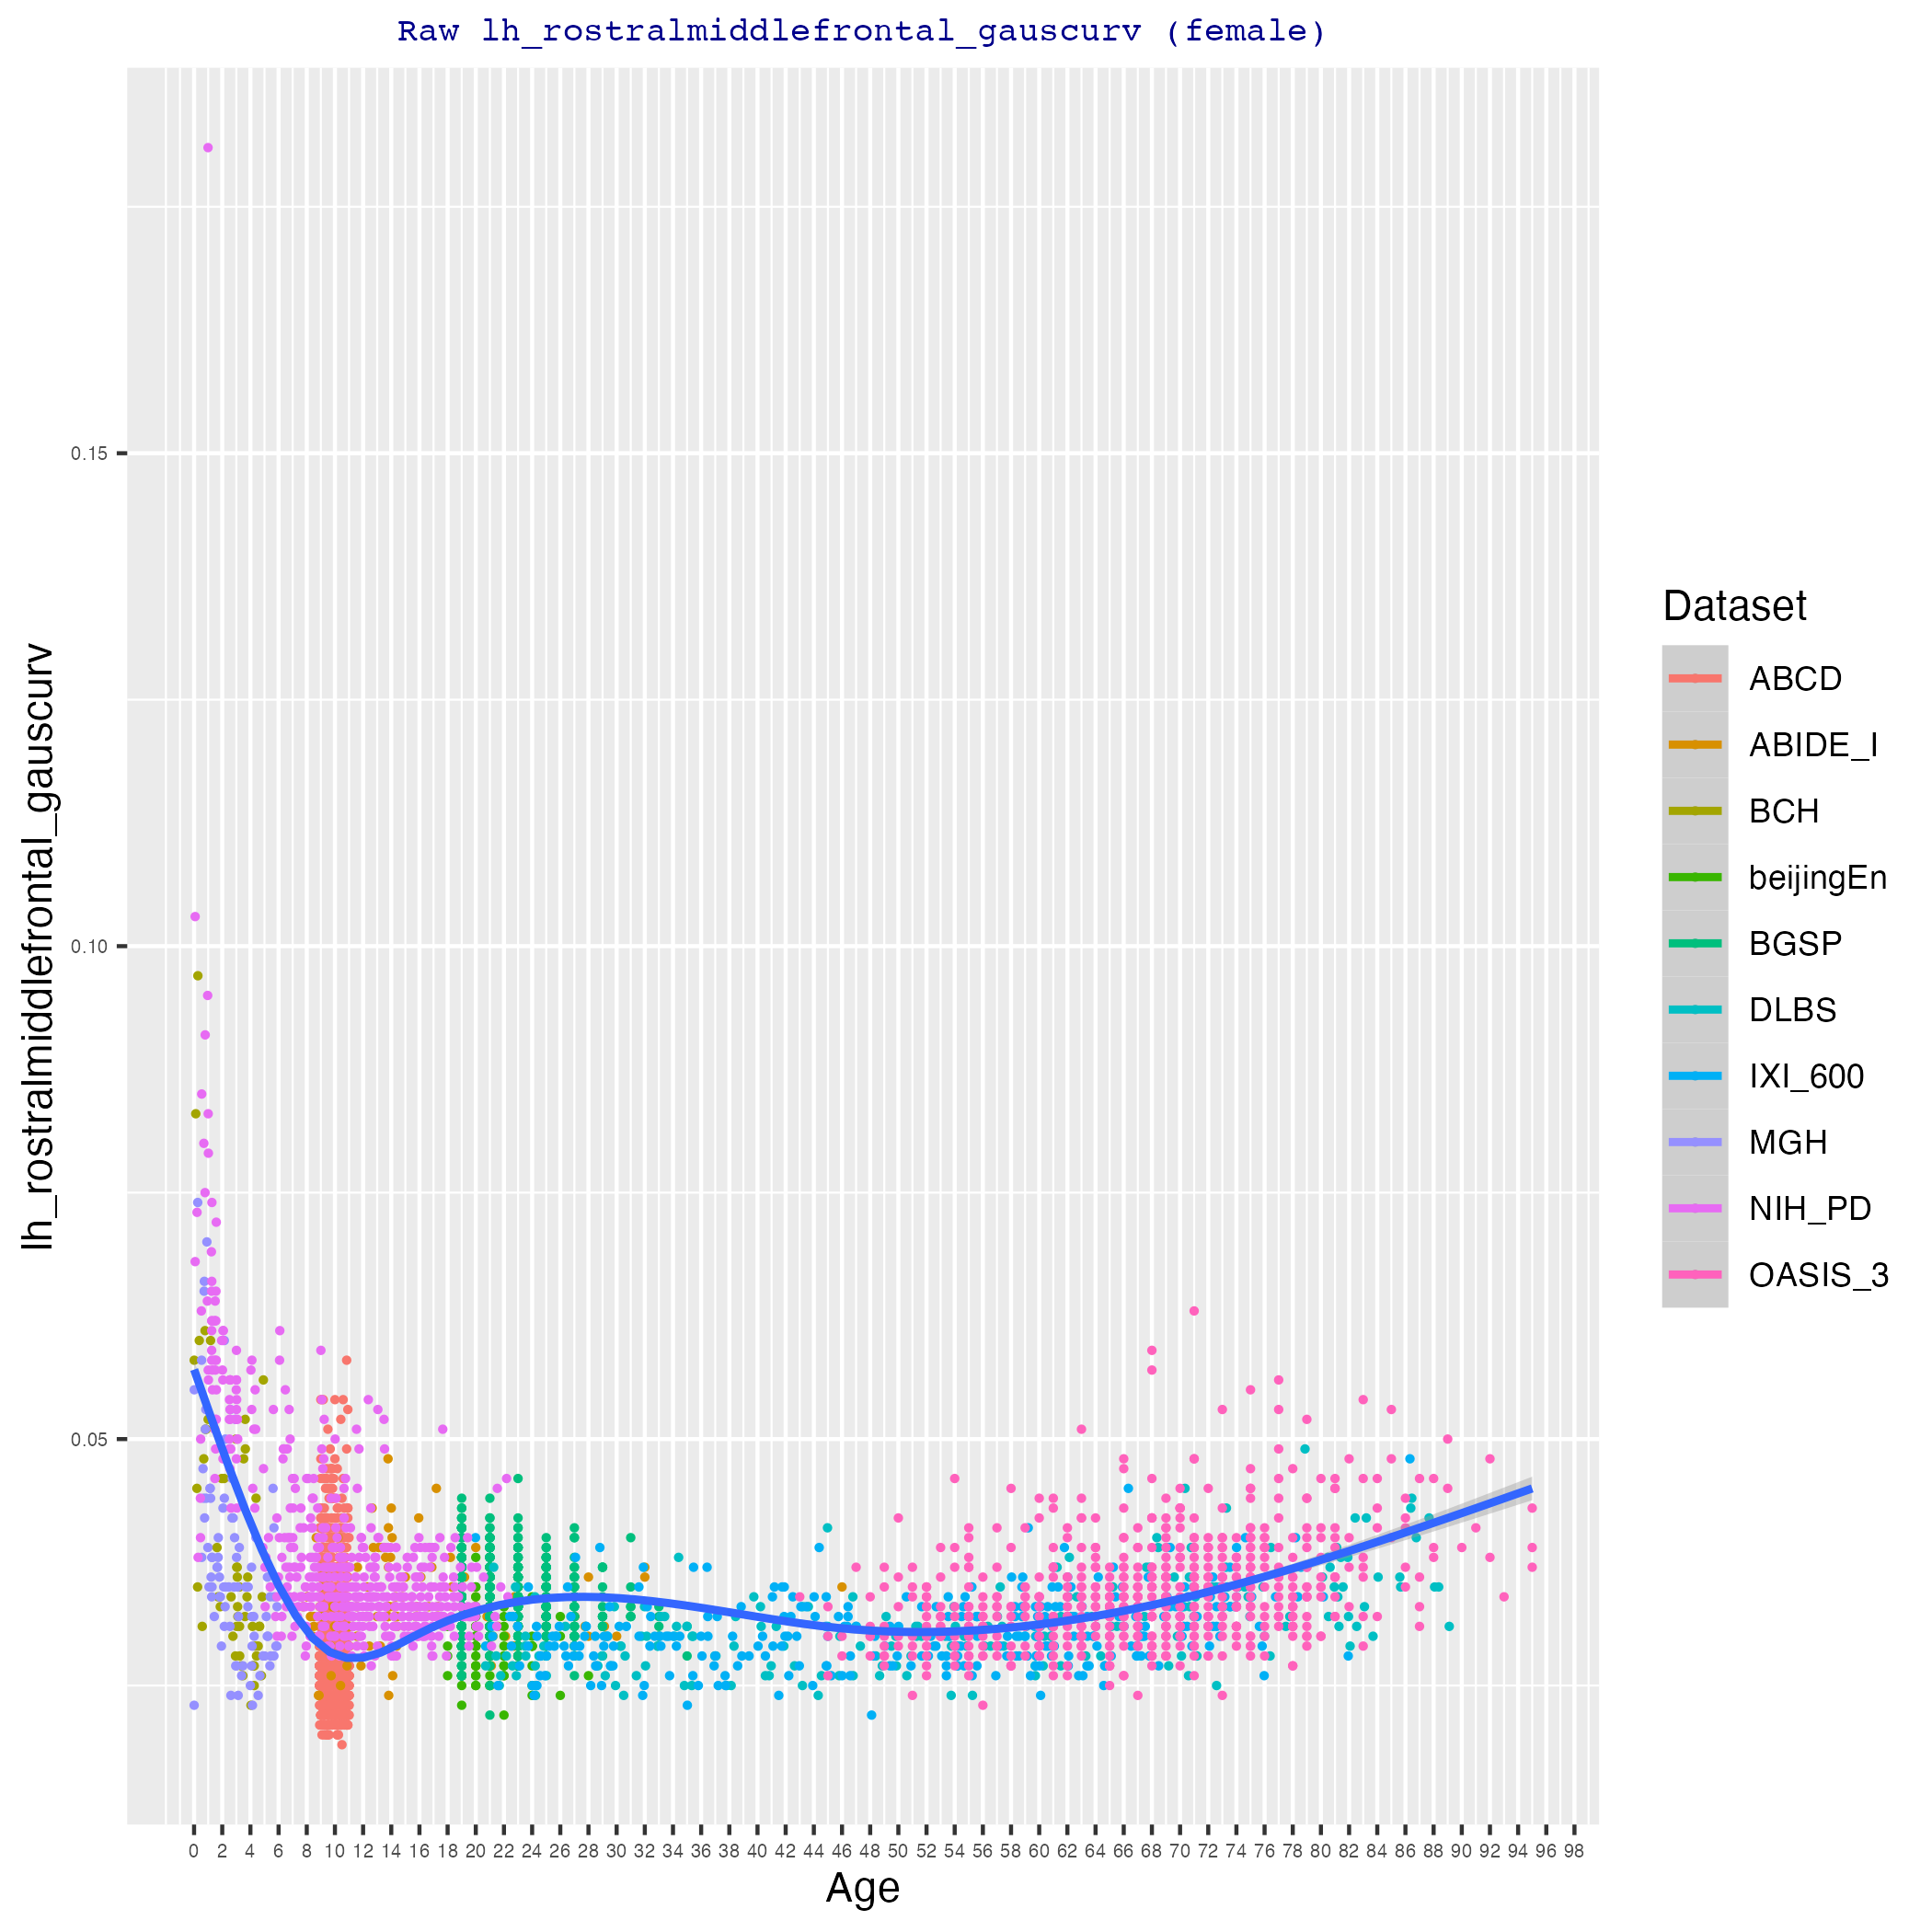 Raw lh_rostralmiddlefrontal_gauscurv (female)
lh_rostralmiddlefrontal_gauscurv
0.15
0.10
0.05
0 2 4 6 8 10 12 14 16 18 20 22 24 26 28 30 32 34 36 38 40 42 44 46 48 50 52 54 56 58 60 62 64 66 68 70 72 74 76 78 80 82 84 86 88 90 92 94 96 98
Age
Dataset
ABCD
ABIDE_I
BCH
beijingEn
BGSP
DLBS
IXI_600
MGH
NIH_PD
OASIS_3